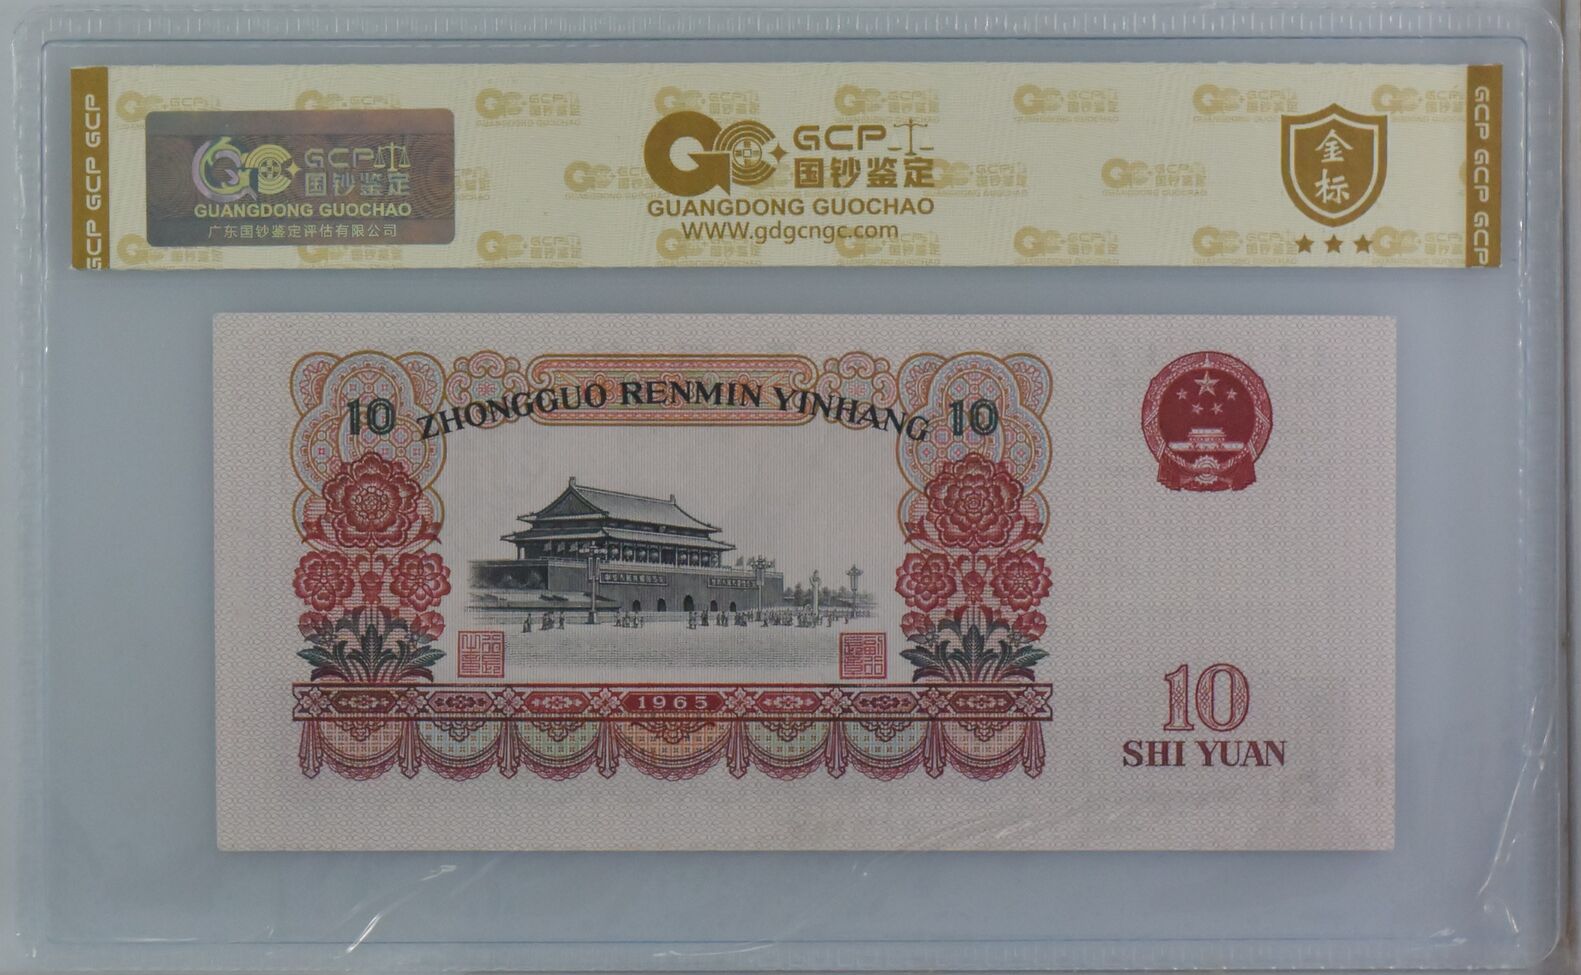 GCP
国钞鉴定
GUANGDONG GUOCHAO
广东国钞鉴定评估有限公司
GCP
国钞鉴定
GUANGDONG GUOCHAO
WWW.gdgcngc.com
金标
GCP GCP GCP
GCP GCP GCP GCP
10 ZHONGGUO RENMIN YINHANG 10
1965
10
SHI YUAN